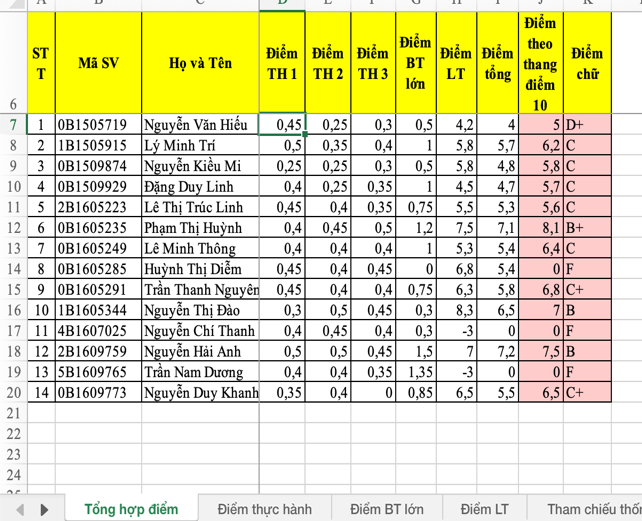 A B C D E F G H I J K
6 ST T Mã SV Họ và Tên Điểm TH 1 Điểm TH 2 Điểm TH 3 Điểm BT lớn Điểm LT Điểm tổng Điểm theo thang điểm 10 Điểm chữ
7 1 0B1505719 Nguyễn Văn Hiếu 0,45 0,25 0,3 0,5 4,2 4 5 D+
8 2 1B1505915 Lý Minh Trí 0,5 0,35 0,4 1 5,8 5,7 6,2 C
9 3 0B1509874 Nguyễn Kiều Mi 0,25 0,25 0,3 0,5 5,8 4,8 5,8 C
10 4 0B1509929 Đặng Duy Linh 0,4 0,25 0,35 1 4,5 4,7 5,7 C
11 5 2B1605223 Lê Thị Trúc Linh 0,45 0,4 0,35 0,75 5,5 5,3 5,6 C
12 6 0B1605235 Phạm Thị Huỳnh 0,4 0,45 0,5 1,2 7,5 7,1 8,1 B+
13 7 0B1605249 Lê Minh Thông 0,4 0,4 0,4 1 5,3 5,4 6,4 C
14 8 0B1605285 Huỳnh Thị Diễm 0,45 0,4 0,45 0 6,8 5,4 0 F
15 9 0B1605291 Trần Thanh Nguyên 0,45 0,4 0,4 0,75 6,3 5,8 6,8 C+
16 10 1B1605344 Nguyễn Thị Đào 0,3 0,5 0,45 0,3 8,3 6,5 7 B
17 11 4B1607025 Nguyễn Chí Thanh 0,4 0,45 0,4 0,3 -3 0 0 F
18 12 2B1609759 Nguyễn Hải Anh 0,5 0,5 0,45 1,5 7 7,2 7,5 B
19 13 5B1609765 Trần Nam Dương 0,4 0,4 0,35 1,35 -3 0 0 F
20 14 0B1609773 Nguyễn Duy Khanh 0,35 0,4 0 0,85 6,5 5,5 6,5 C+
21
22
23
24
25
Tổng hợp điểm Điểm thực hành Điểm BT lớn Điểm LT Tham chiếu thố